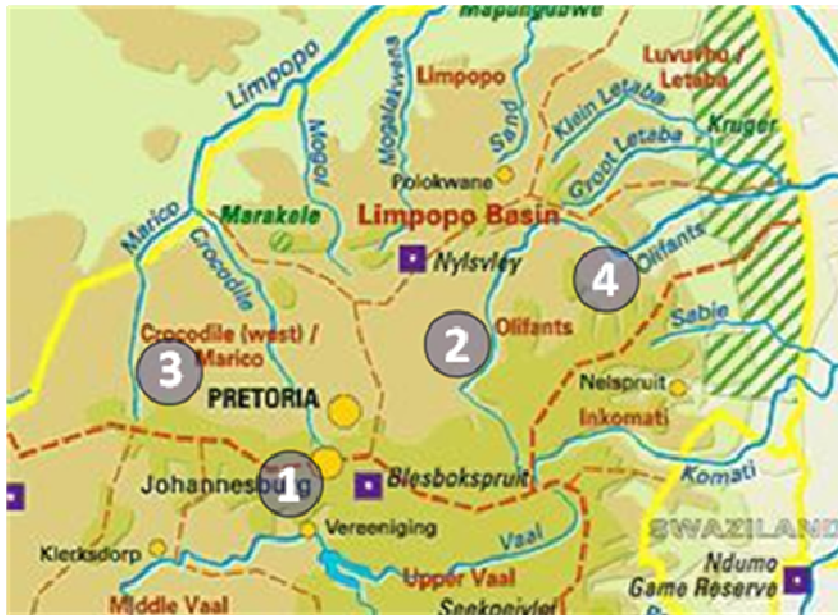 Mapungubwe
Luvuvhu /
Letaba
Limpopo
Limpopo
Mogalakwena
Sand
Klein Letaba
Kruger
Mogol
Groot Letaba
Polokwane
Marico
Marakele
Limpopo Basin
Crocodile
Nylsvley
Olifants
4
Sabie
Crocodile (west) /
Marico
2
Olifants
3
PRETORIA
Nelspruit
Inkomati
Johannesburg
1
Blesbokspruit
Komati
Vereeniging
Vaal
SWAZILAND
Klerksdorp
Upper Vaal
Ndumo
Game Reserve
Middle Vaal
Seekoeivlei